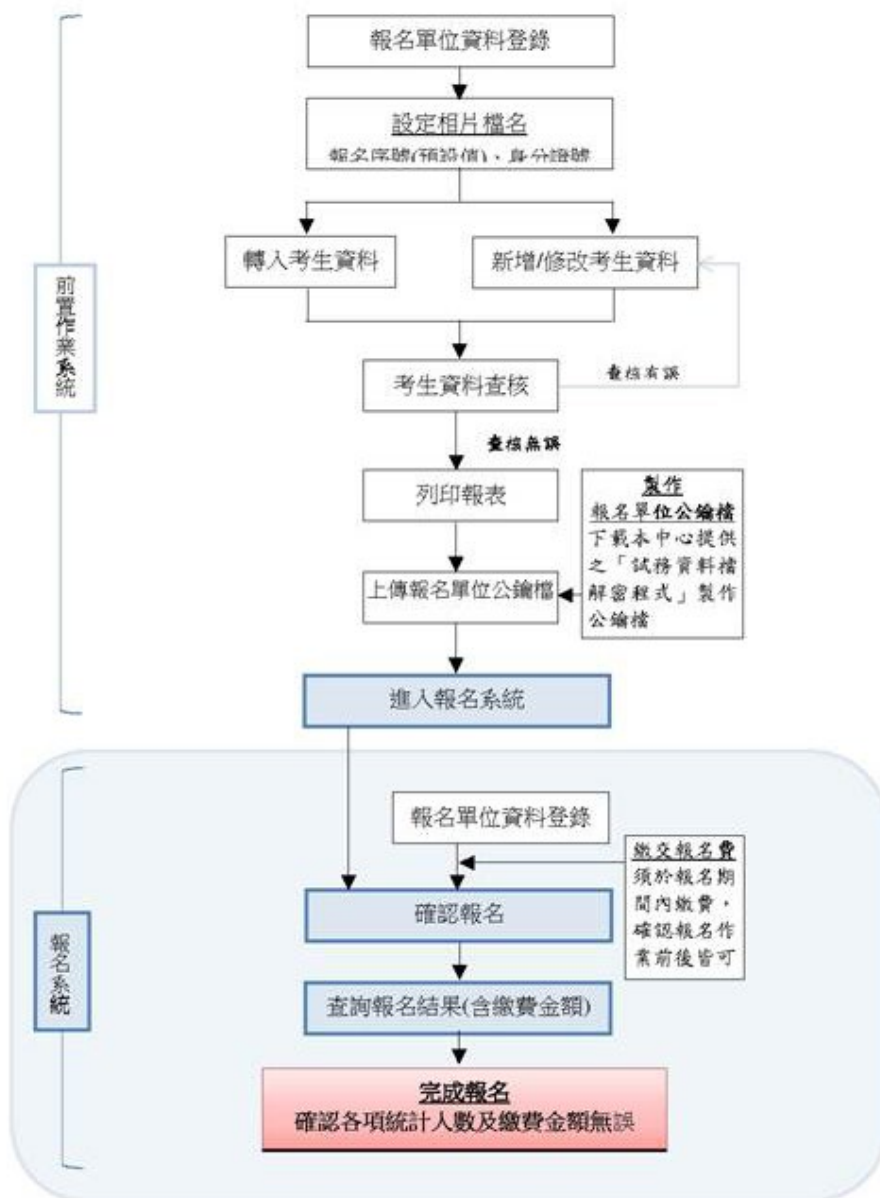 報名單位資料登錄
設定相片檔名
報名序號(預設值)、身分證號
轉入考生資料
新增/修改考生資料
前置作業系統
考生資料查核
查核有誤
查核無誤
列印報表
製作
報名單位公鑰檔
下載本中心提供
之「試務資料檔
解密程式」製作
公鑰檔
上傳報名單位公鑰檔
進入報名系統
報名系統
報名單位資料登錄
繳交報名費
須於報名期
間內繳費，
確認報名作
業前後皆可
確認報名
查詢報名結果(含繳費金額)
完成報名
確認各項統計人數及繳費金額無誤